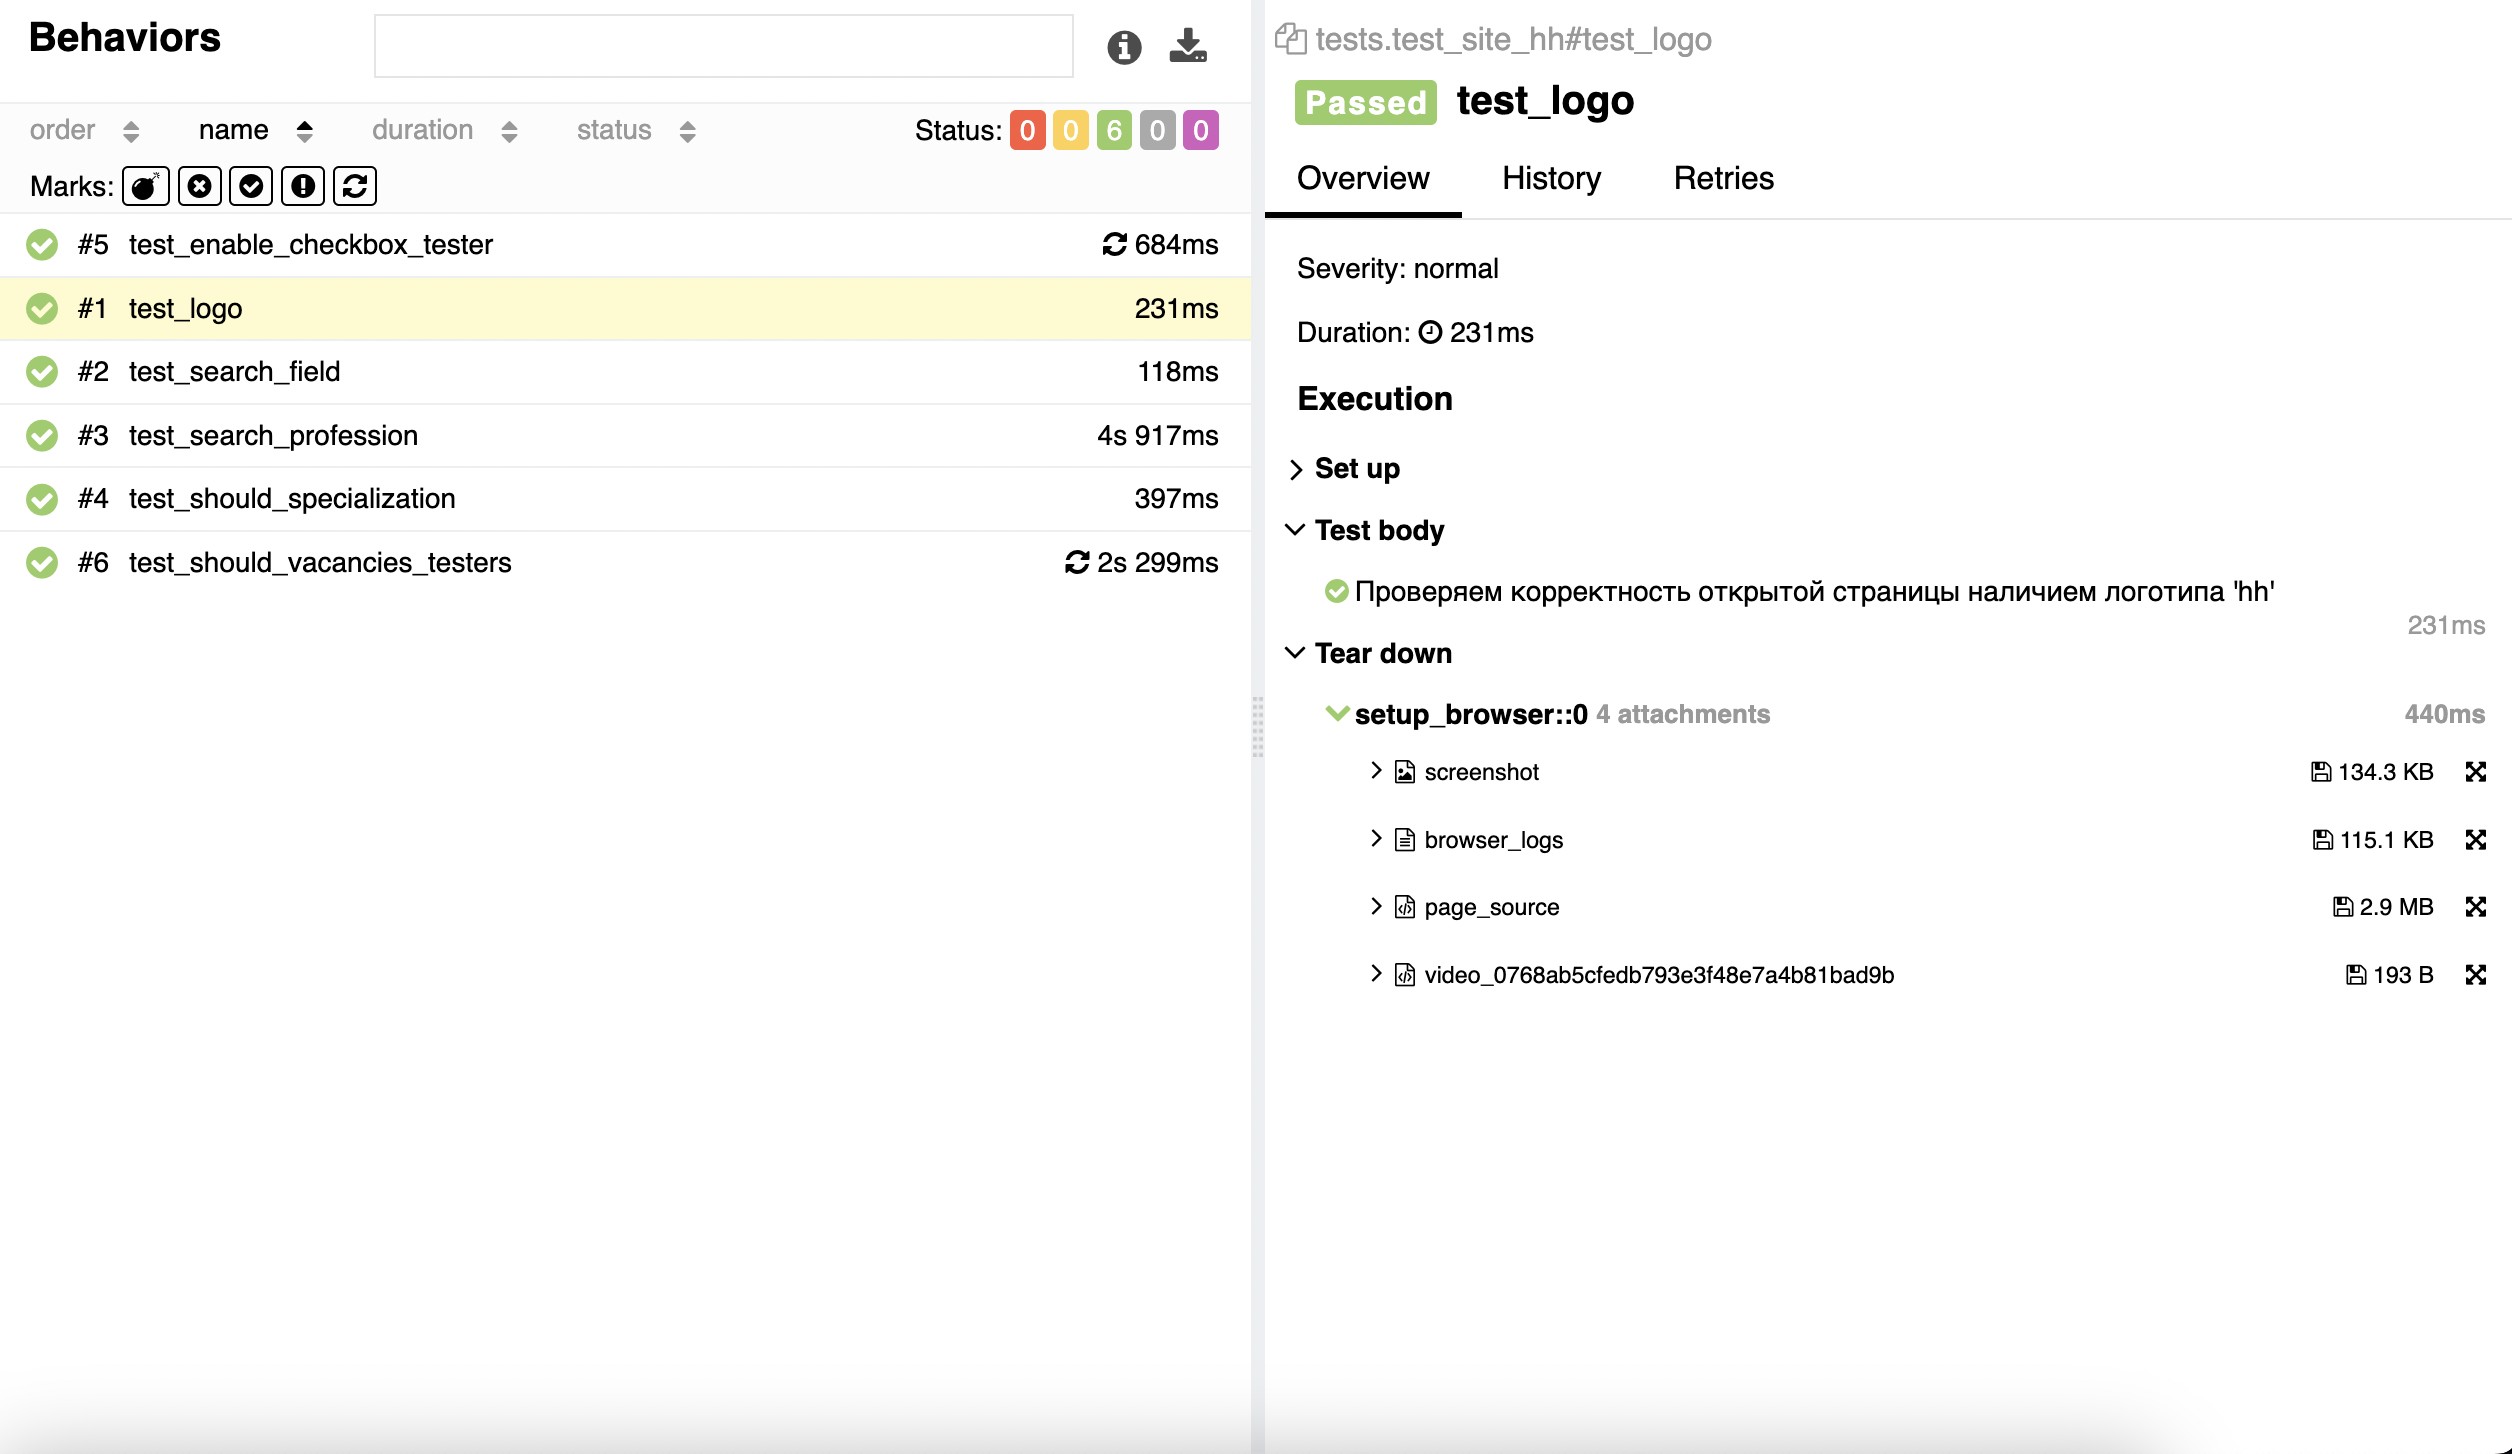 Behaviors
order name duration status Status: 0 0 6 0 0
Marks:
#5 test_enable_checkbox_tester 684ms
#1 test_logo 231ms
#2 test_search_field 118ms
#3 test_search_profession 4s 917ms
#4 test_should_specialization 397ms
#6 test_should_vacancies_testers 2s 299ms
tests.test_site_hh#test_logo
Passed test_logo
Overview History Retries
Severity: normal
Duration: 231ms
Execution
Set up
Test body
Проверяем корректность открытой страницы наличием логотипа 'hh'
231ms
Tear down
setup_browser::0 4 attachments 440ms
screenshot 134.3 KB
browser_logs 115.1 KB
page_source 2.9 MB
video_0768ab5cfedb793e3f48e7a4b81bad9b 193 B